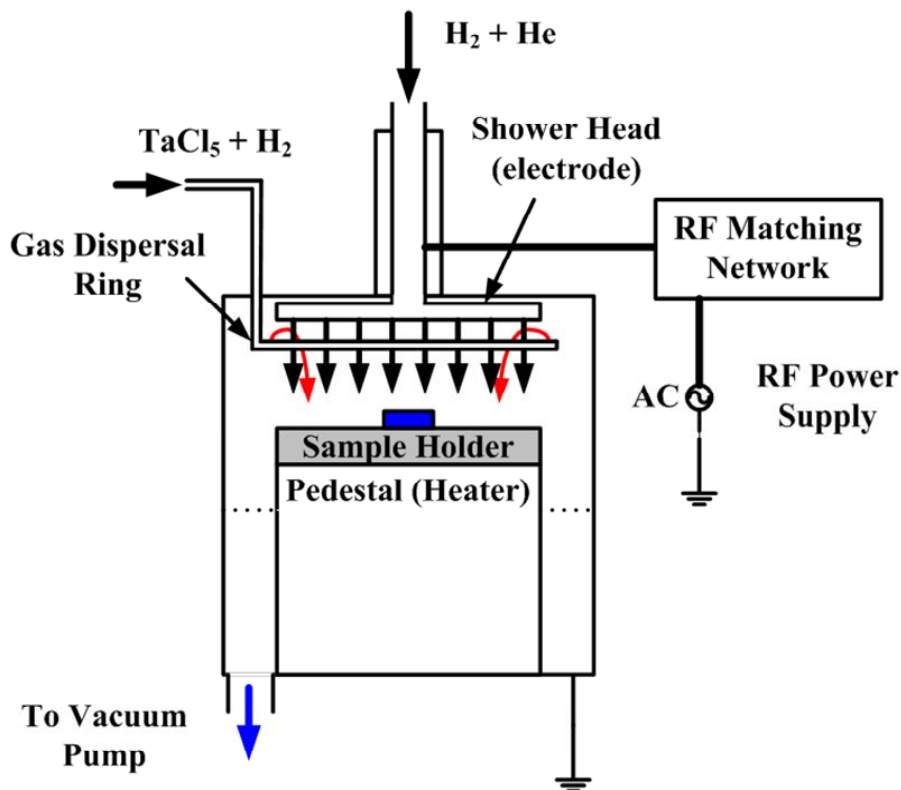 H₂ + He
TaCl₅ + H₂
Shower Head
(electrode)
Gas Dispersal
Ring
RF Matching
Network
AC
RF Power
Supply
Sample Holder
Pedestal (Heater)
To Vacuum
Pump